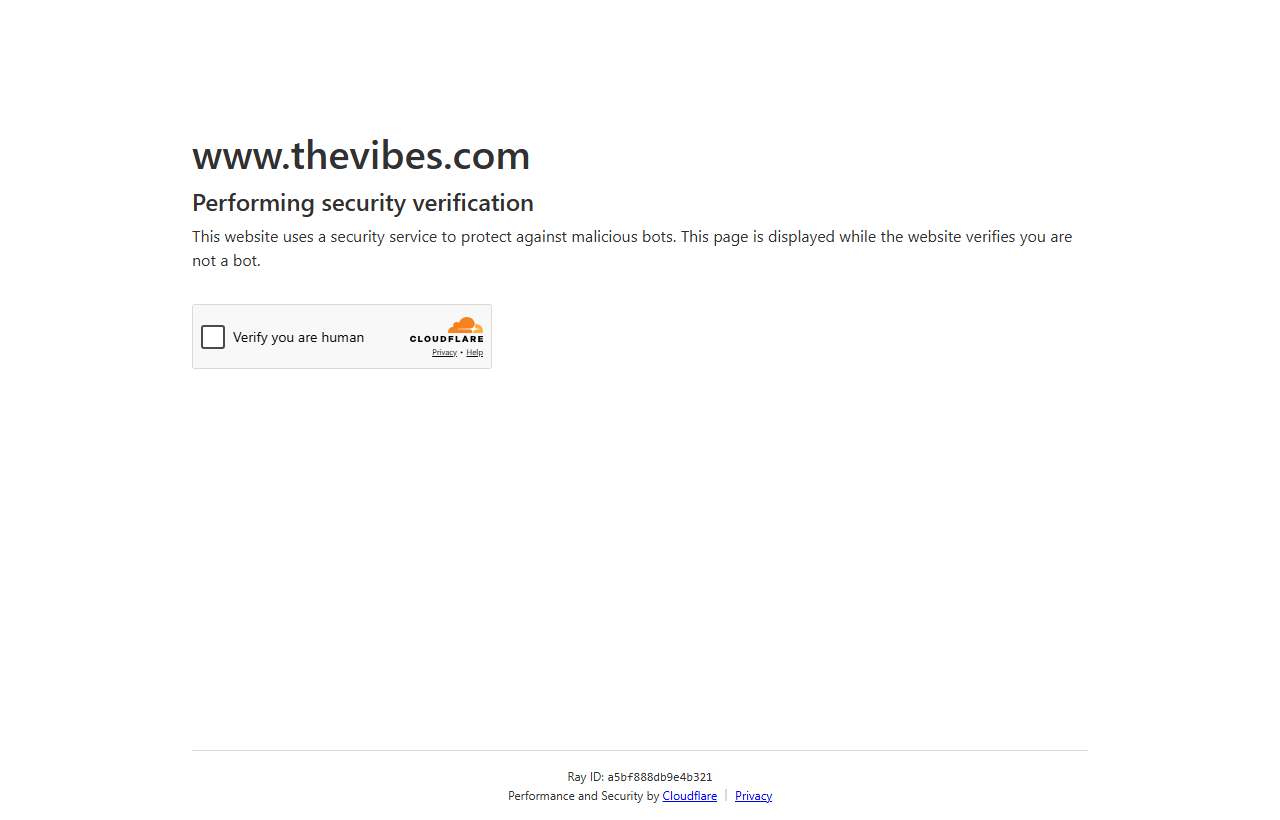 www.thevibes.com
Performing security verification
This website uses a security service to protect against malicious bots. This page is displayed while the website verifies you are
not a bot.
Verify you are human
CLOUDFLARE
Privacy • Help
Ray ID: a5bf888db9e4b321
Performance and Security by Cloudflare | Privacy